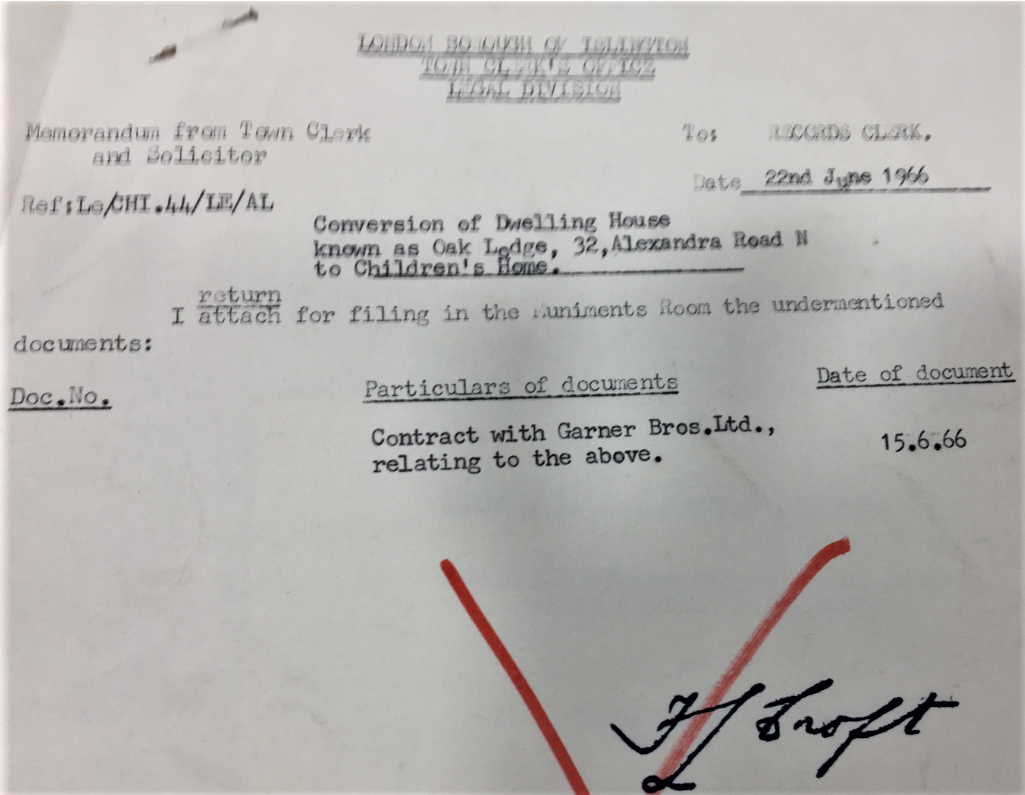 LONDON BOROUGH OF ISLINGTON
TOWN CLERK'S OFFICE
LEGAL DIVISION
Memorandum from Town Clerk
and Solicitor
To: RECORDS CLERK.
Date 22nd June 1966
Ref:Le/CHI.44/LE/AL
Conversion of Dwelling House
known as Oak Lodge, 32,Alexandra Road N
to Children's Home.
return
I attach for filing in the Muniments Room the undermentioned
documents:
Doc.No. Particulars of documents Date of document
Contract with Garner Bros.Ltd., 15.6.66
relating to the above.